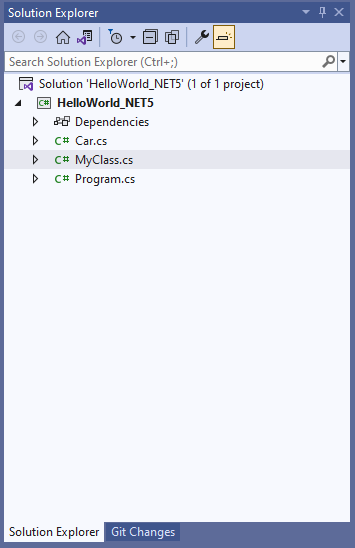 Solution Explorer
Search Solution Explorer (Ctrl+;)
Solution 'HelloWorld_NET5' (1 of 1 project)
C# HelloWorld_NET5
Dependencies
C# Car.cs
C# MyClass.cs
C# Program.cs
Solution Explorer Git Changes